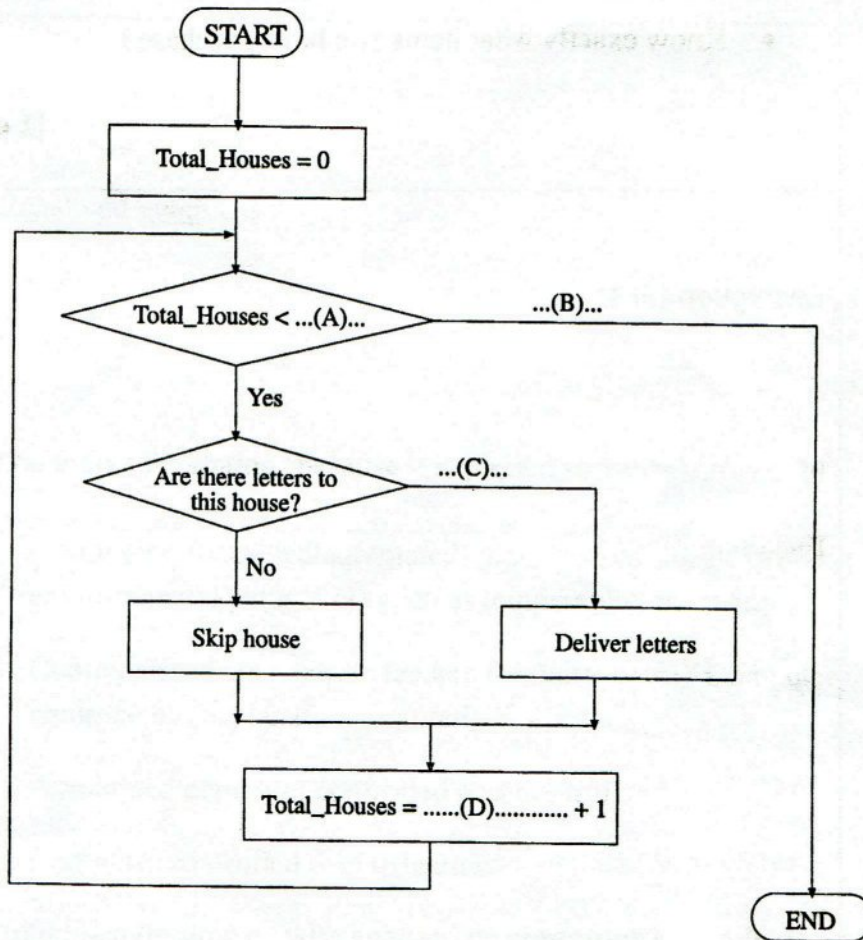 START
Total_Houses = 0
Total_Houses < ...(A)...
...(B)...
Yes
Are there letters to
this house?
...(C)...
No
Skip house
Deliver letters
Total_Houses = ......(D)............. + 1
END